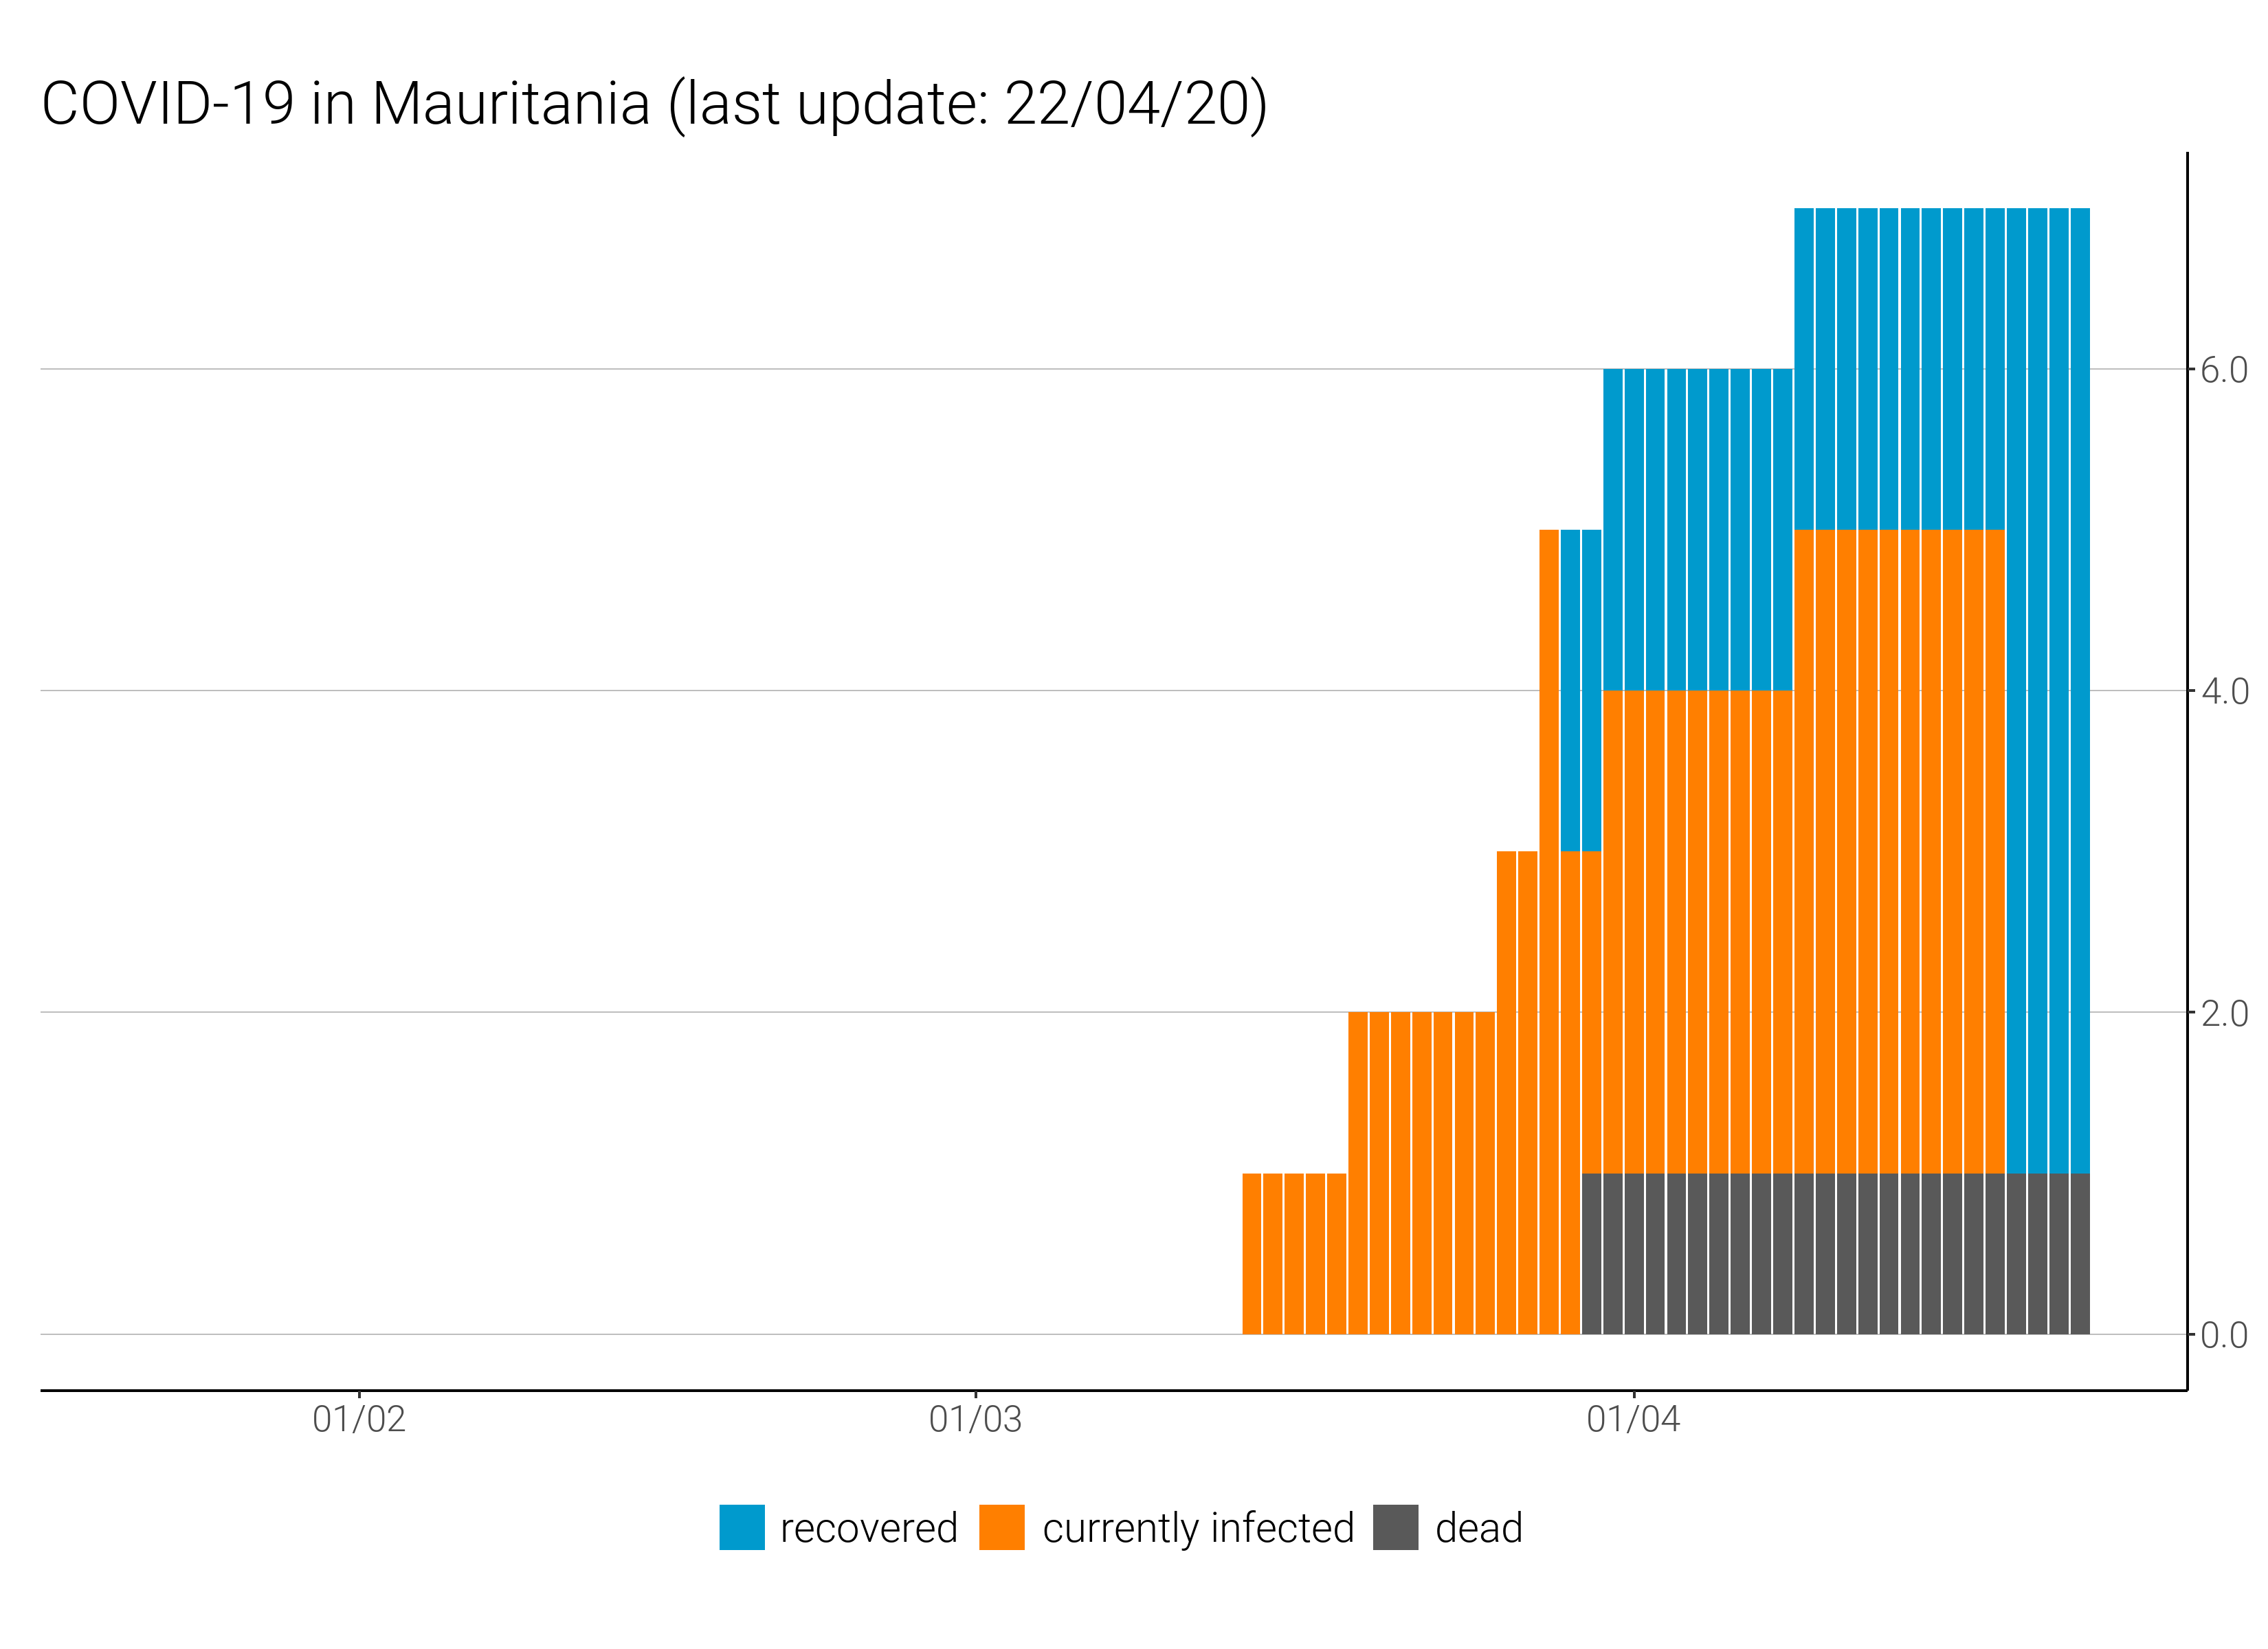 COVID-19 in Mauritania (last update: 22/04/20)
6.0
4.0
2.0
0.0
01/02 01/03 01/04
recovered currently infected dead